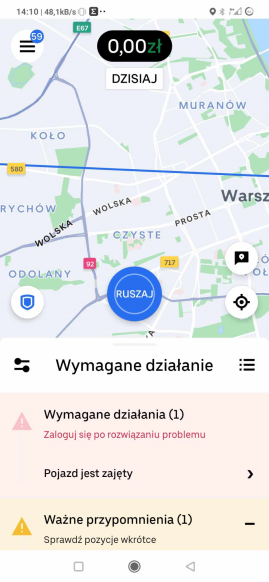 14:10 | 48,1kB/s
59
0,00zł
DZISIAJ
E67
MURANÓW
KOŁO
580
RYCHÓW
WOLSKA
WOLSKA
PROSTA
Warsz
CZYSTE
92
717
ODOLANY
RUSZAJ
Wymagane działanie
Wymagane działania (1)
Zaloguj się po rozwiązaniu problemu
Pojazd jest zajęty
Ważne przypomnienia (1)
Sprawdź pozycje wkrótce